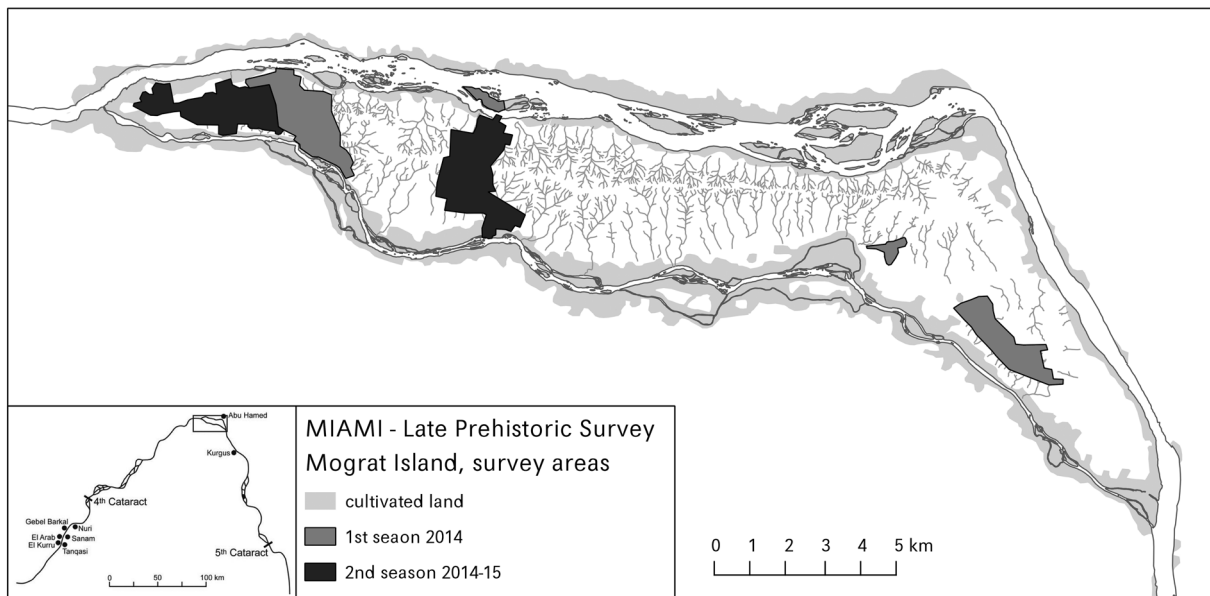 Abu Hamed
Kurgus
4th Cataract
Gebel Barkal
Nuri
El Arab
Sanam
El Kurru
Tanqasi
5th Cataract
0 50 100 km
MIAMI - Late Prehistoric Survey
Mograt Island, survey areas
cultivated land
1st seaon 2014
2nd season 2014-15
0 1 2 3 4 5 km